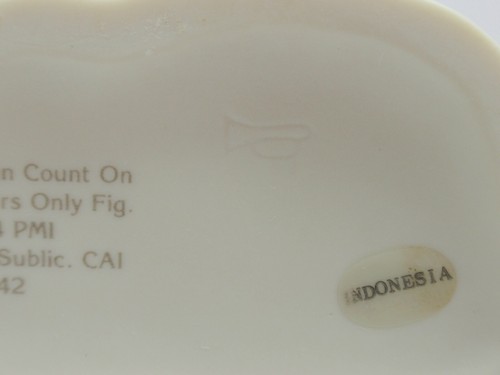 n Count On
rs Only Fig.
PMI
Sublic. CAI
42
INDONESIA